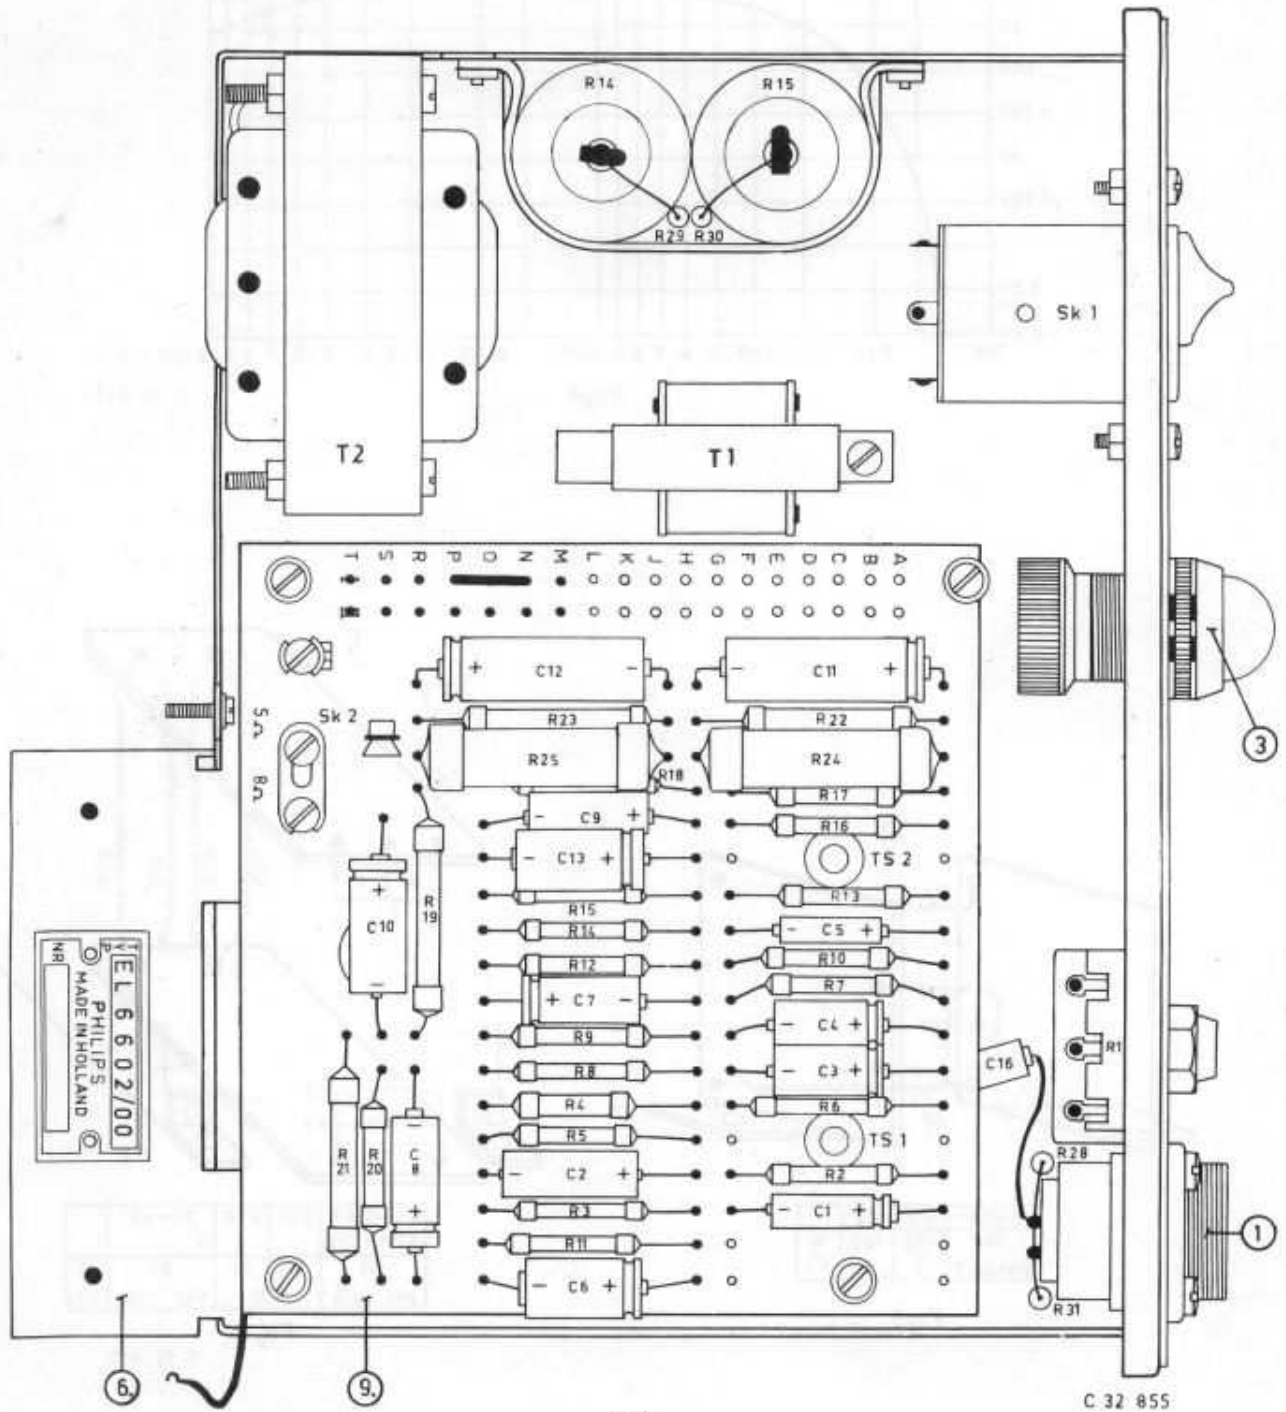 R14
R15
R29 R30
Sk 1
T2
T1
T S R P O N M L K J H G F E D C B A
C12
C11
5Ω
Sk 2
R23
R22
3
R25
R24
8Ω
R18
R17
C9
R16
C13
TS 2
R19
R13
C10
R15
R14
C5
R12
R10
R7
C7
C4
R9
R1
R8
C3
C16
R4
R6
R5
TS 1
R28
R21
R20
C8
C2
R2
R3
C1
1
R11
C6
R31
TYP
EL 6602/00
PHILIPS
MADE IN HOLLAND
NR
6.
9.
C 32 855